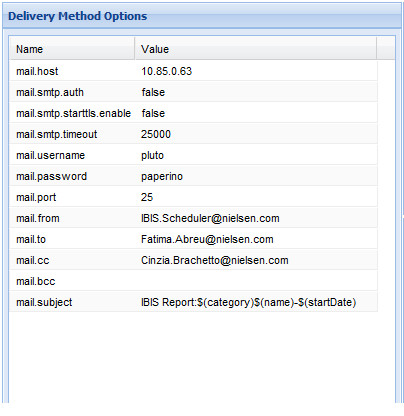 Delivery Method Options
Name Value
mail.host 10.85.0.63
mail.smtp.auth false
mail.smtp.starttls.enable false
mail.smtp.timeout 25000
mail.username pluto
mail.password paperino
mail.port 25
mail.from IBIS.Scheduler@nielsen.com
mail.to Fatima.Abreu@nielsen.com
mail.cc Cinzia.Brachetto@nielsen.com
mail.bcc
mail.subject IBIS Report:$(category)$(name)-$(startDate)